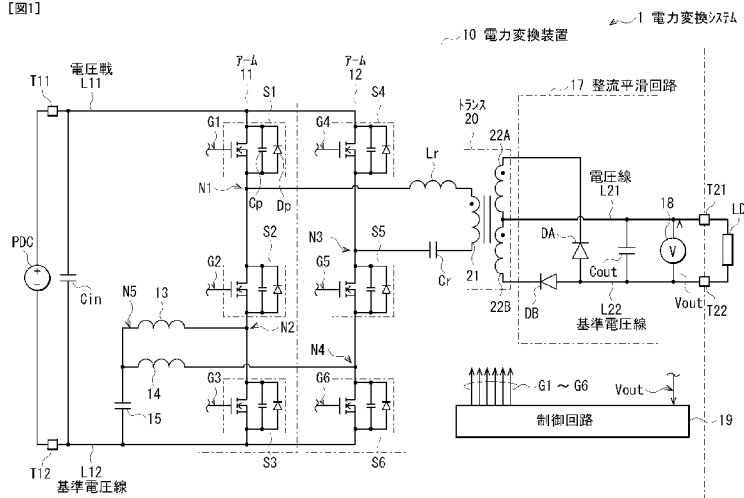 [図1]
1 電力変換システム
10 電力変換装置
T11
電圧戦
L11
アーム
11
アーム
12
S1
S4
17 整流平滑回路
トランス
20
22A
G1
G4
Lr
N1
Cp
Dp
電圧線
L21
T21
LD
18
PDC
S2
N3
S5
DA
V
Cout
Cin
G2
G5
Cr
21
N5
13
DB
22B
L22
基準電圧線
Vout
T22
N2
N4
14
G3
G6
15
G1 ~ G6
Vout
制御回路
19
T12
L12
基準電圧線
S3
S6